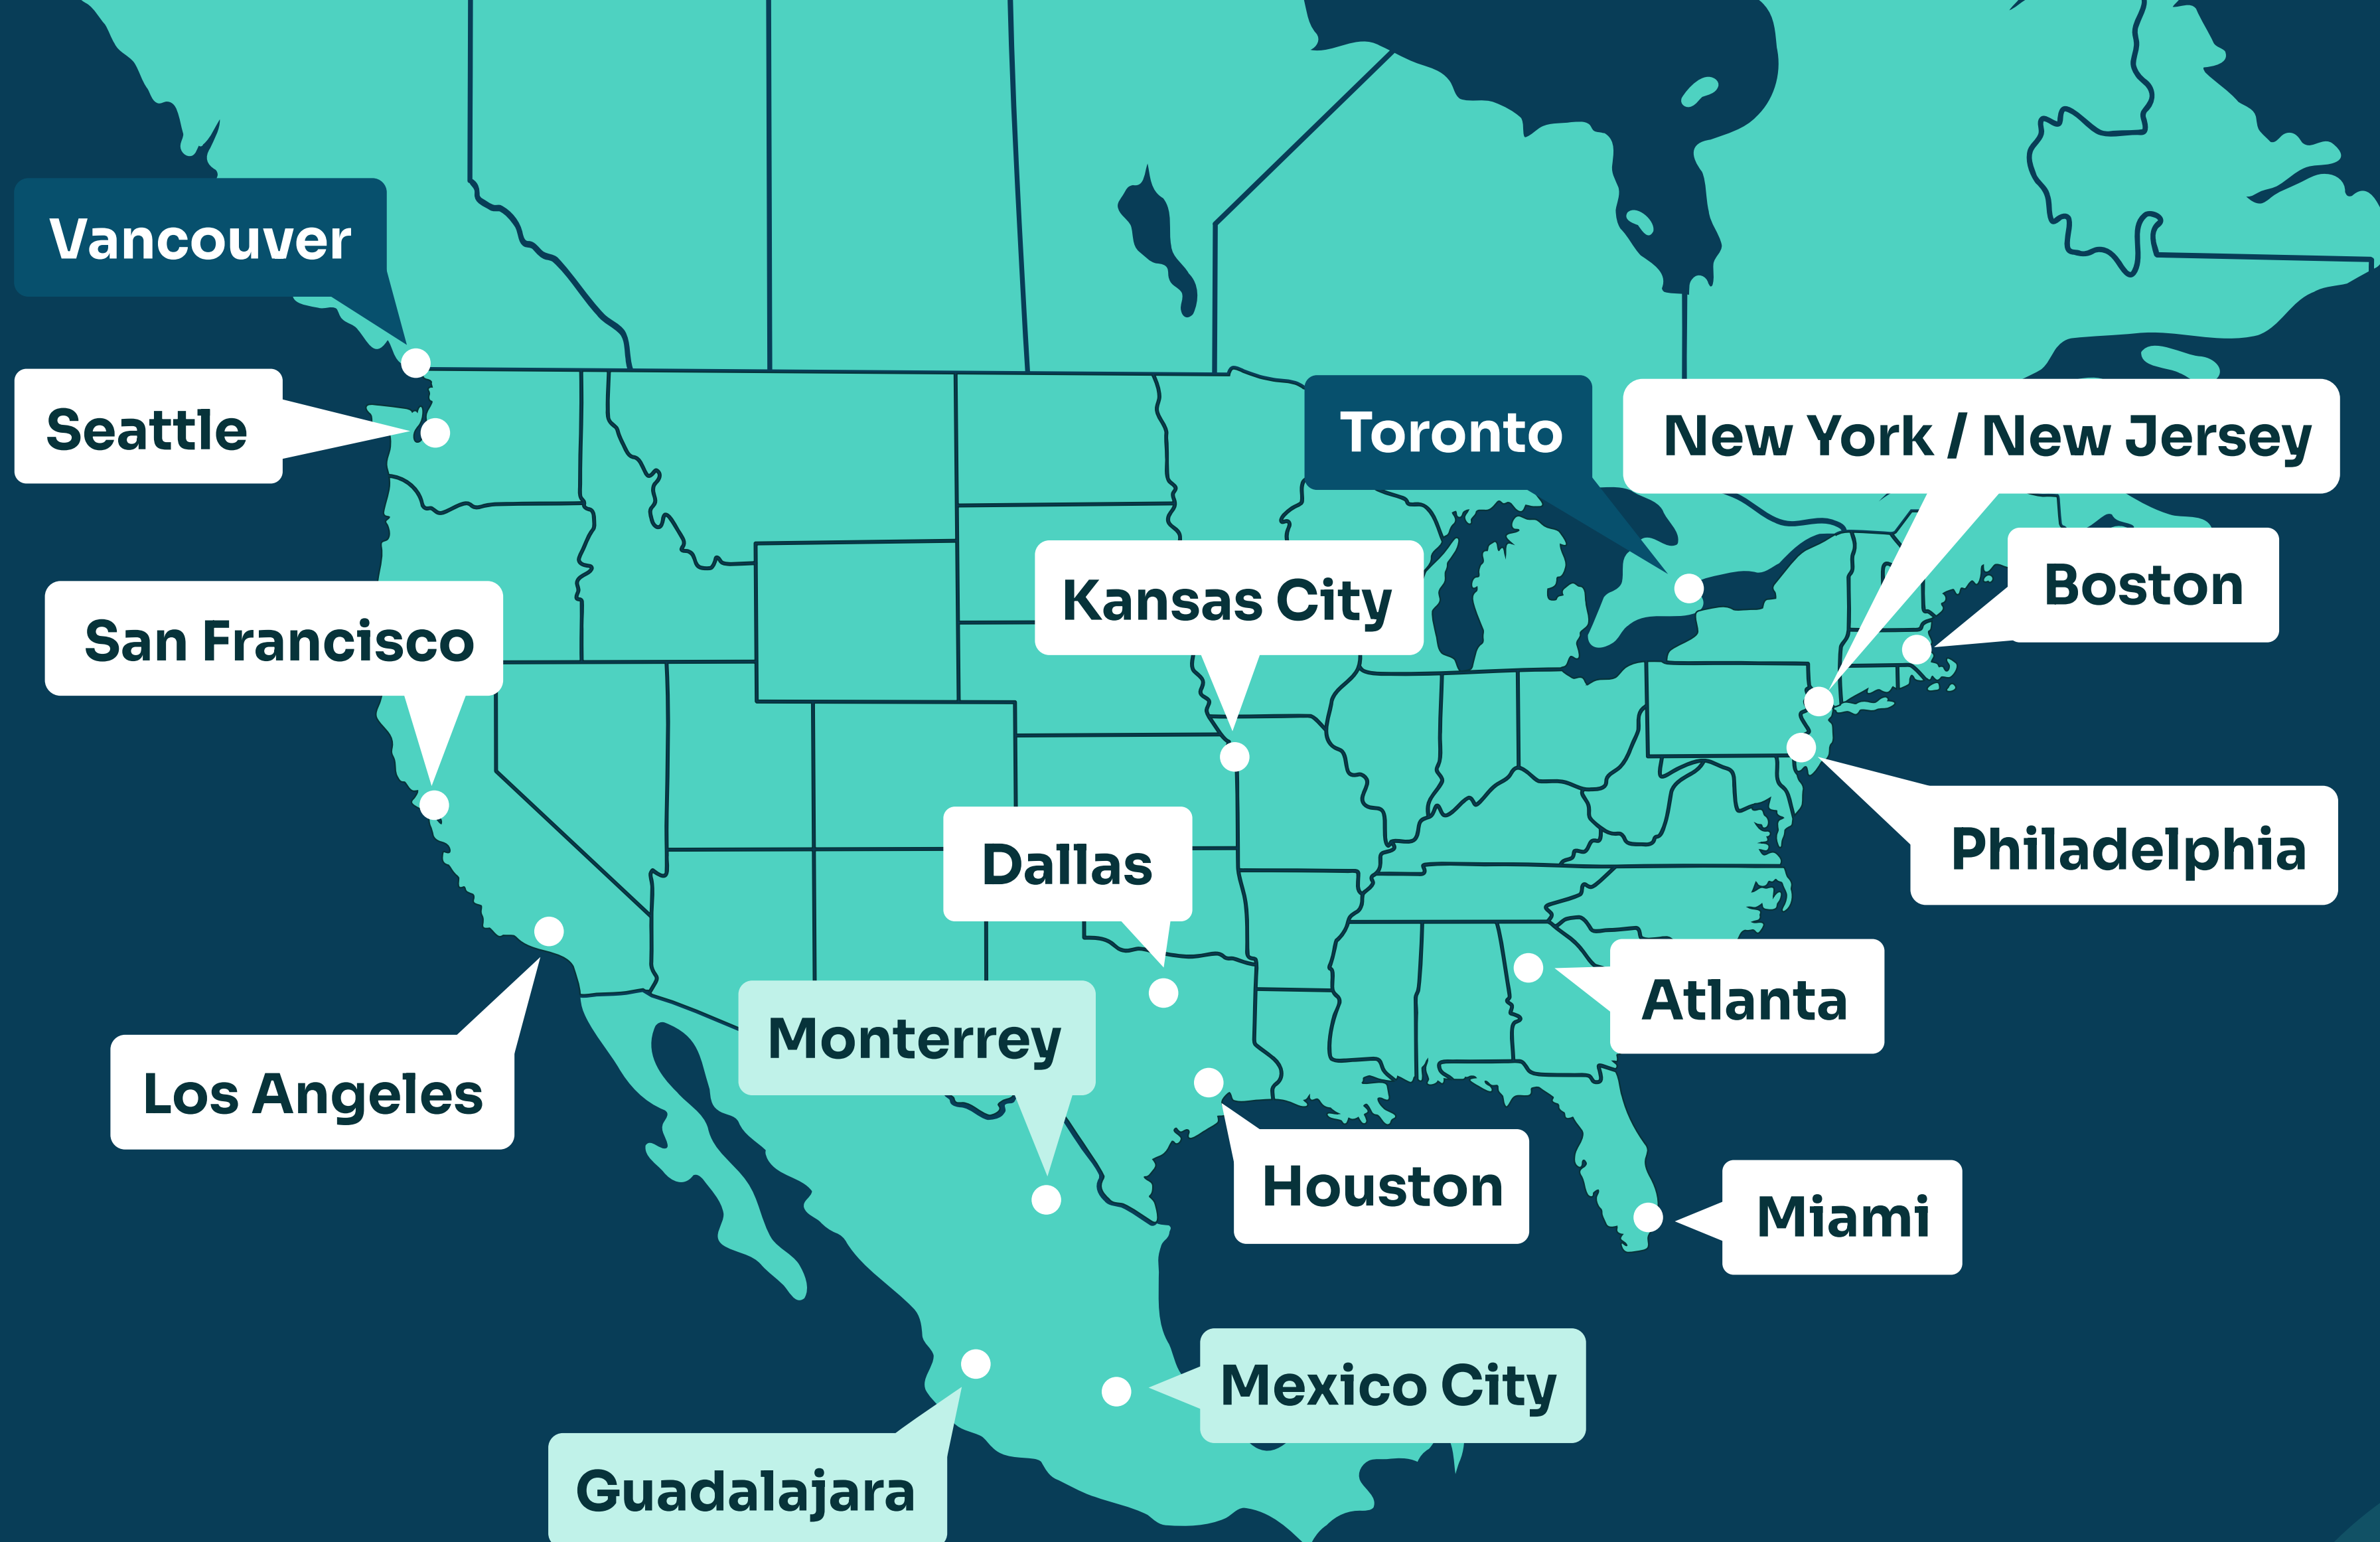 Vancouver
Seattle
Toronto
New York / New Jersey
Boston
Kansas City
San Francisco
Dallas
Philadelphia
Atlanta
Monterrey
Los Angeles
Houston
Miami
Mexico City
Guadalajara